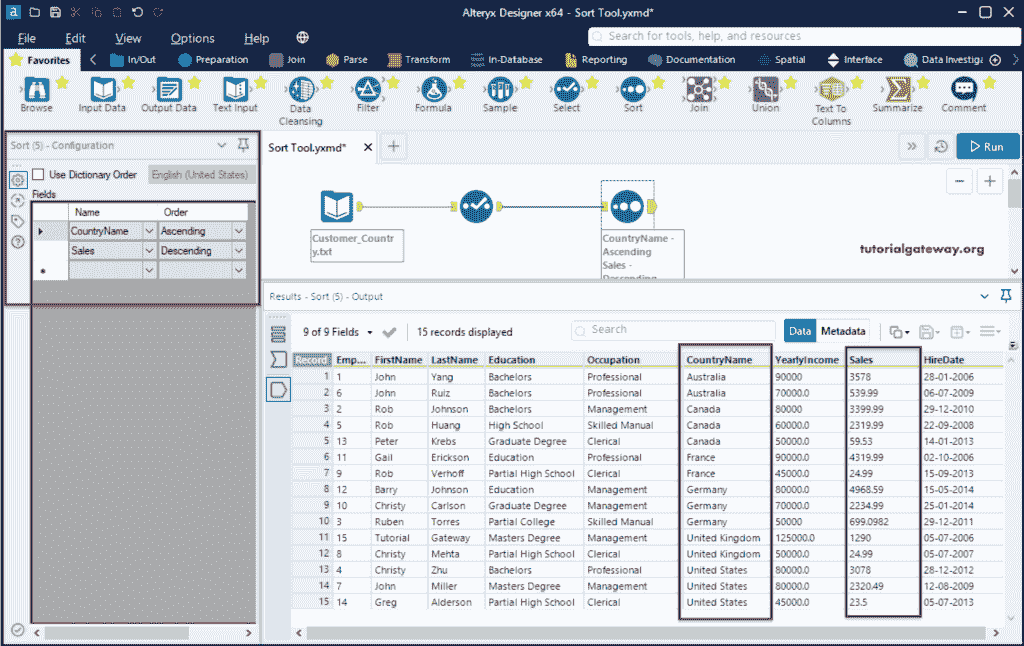 Alteryx Designer x64 - Sort Tool.yxmd*
File Edit View Options Help
Search for tools, help, and resources
Favorites In/Out Preparation Join Parse Transform In-Database Reporting Documentation Spatial Interface Data Investig
Browse Input Data Output Data Text Input Data Cleansing Filter Formula Sample Select Sort Join Union Text To Columns Summarize Comment
Sort (5) - Configuration
Use Dictionary Order English (United States)
Fields
Name Order
CountryName Ascending
Sales Descending
*
Sort Tool.yxmd*
Run
Customer_Countr
y.txt
CountryName -
Ascending
Sales -
Descending
tutorialgateway.org
Results - Sort (5) - Output
9 of 9 Fields 15 records displayed Search Data Metadata
Record Emp... FirstName LastName Education Occupation CountryName YearlyIncome Sales HireDate
1 1 John Yang Bachelors Professional Australia 90000 3578 28-01-2006
2 6 John Ruiz Bachelors Professional Australia 70000.0 539.99 06-07-2009
3 2 Rob Johnson Bachelors Management Canada 80000 3399.99 29-12-2010
4 5 Rob Huang High School Skilled Manual Canada 60000.0 2319.99 22-09-2008
5 13 Peter Krebs Graduate Degree Clerical Canada 50000.0 59.53 14-01-2013
6 11 Gail Erickson Education Professional France 90000.0 4319.99 02-10-2006
7 9 Rob Verhoff Partial High School Clerical France 45000.0 24.99 15-09-2013
8 12 Barry Johnson Education Management Germany 80000.0 4968.59 15-05-2014
9 10 Christy Carlson Graduate Degree Management Germany 70000.0 2234.99 25-01-2014
10 3 Ruben Torres Partial College Skilled Manual Germany 50000 699.0982 29-12-2011
11 15 Tutorial Gateway Masters Degree Management United Kingdom 125000.0 1290 05-07-2006
12 8 Christy Mehta Partial High School Clerical United Kingdom 50000.0 24.99 05-07-2007
13 4 Christy Zhu Bachelors Professional United States 80000.0 3078 28-12-2012
14 7 John Miller Masters Degree Management United States 80000.0 2320.49 12-08-2009
15 14 Greg Alderson Partial High School Clerical United States 45000.0 23.5 05-07-2013